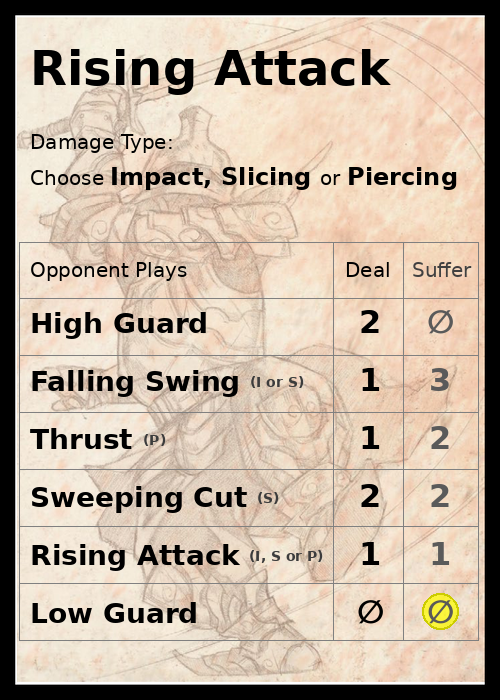 Rising Attack
Damage Type:
Choose Impact, Slicing or Piercing
Opponent Plays Deal Suffer
High Guard 2 ∅
Falling Swing (I or S) 1 3
Thrust (P) 1 2
Sweeping Cut (S) 2 2
Rising Attack (I, S or P) 1 1
Low Guard ∅ ∅